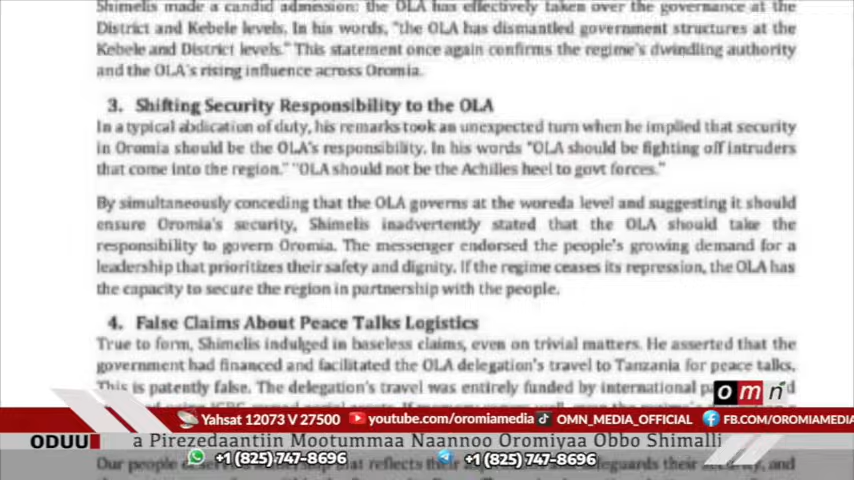 Shimelis made a candid admission: the OLA has effectively taken over the governance at the
District and Kebele levels. In his words, "the OLA has dismantled government structures at the
Kebele and District levels." This statement once again confirms the regime's dwindling authority
and the OLA's rising influence across Oromia.
3. Shifting Security Responsibility to the OLA
In a typical abdication of duty, his remarks took an unexpected turn when he implied that security
in Oromia should be the OLA's responsibility. In his words "OLA should be fighting off intruders
that come into the region." "OLA should not be the Achilles heel to govt forces."
By simultaneously conceding that the OLA governs at the woreda level and suggesting it should
ensure Oromia's security, Shimelis inadvertently stated that the OLA should take the
responsibility to govern Oromia. The messenger endorsed the people's growing demand for a
leadership that prioritizes their safety and dignity. If the regime ceases its repression, the OLA has
the capacity to secure the region in partnership with the people.
4. False Claims About Peace Talks Logistics
True to form, Shimelis indulged in baseless claims, even on trivial matters. He asserted that the
government had financed and facilitated the OLA delegation's travel to Tanzania for peace talks.
This is patently false. The delegation's travel was entirely funded by international
omn
Yahsat 12073 V 27500 youtube.com/oromiamedia OMN_MEDIA_OFFICIAL FB.COM/OROMIAMEDIA
ODUU a Pirezedaantiin Mootummaa Naannoo Oromiyaa Obbo Shimalli
Our people that reflects their safeguards their and
+1 (825) 747-8696 +1 (825) 747-8696